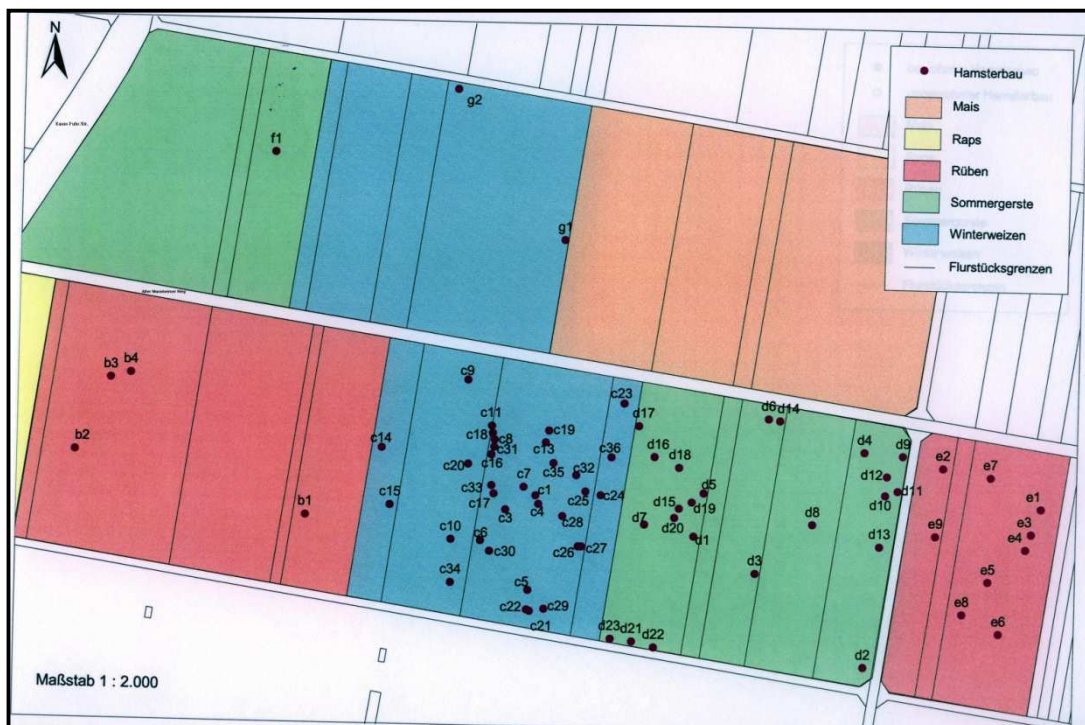 N
Hamsterbau
Mais
Raps
Rüben
Sommergerste
Winterweizen
Flurstücksgrenzen
g2
f1
g1
b3
b4
b2
b1
c9
c23
c11
c18
c8
c19
c14
c31
c13
c36
c20
c16
c35
c32
c33
c7
c1
c25
c24
c15
c17
c3
c4
c28
c10
c6
c30
c26
c27
c34
c5
c22
c29
c21
d17
d6
d14
d16
d18
d4
d9
d5
d12
d11
d15
d19
d10
d7
d20
d8
d1
d13
d3
d23
d21
d22
d2
e2
e7
e1
e9
e3
e4
e5
e8
e6
Maßstab 1 : 2.000